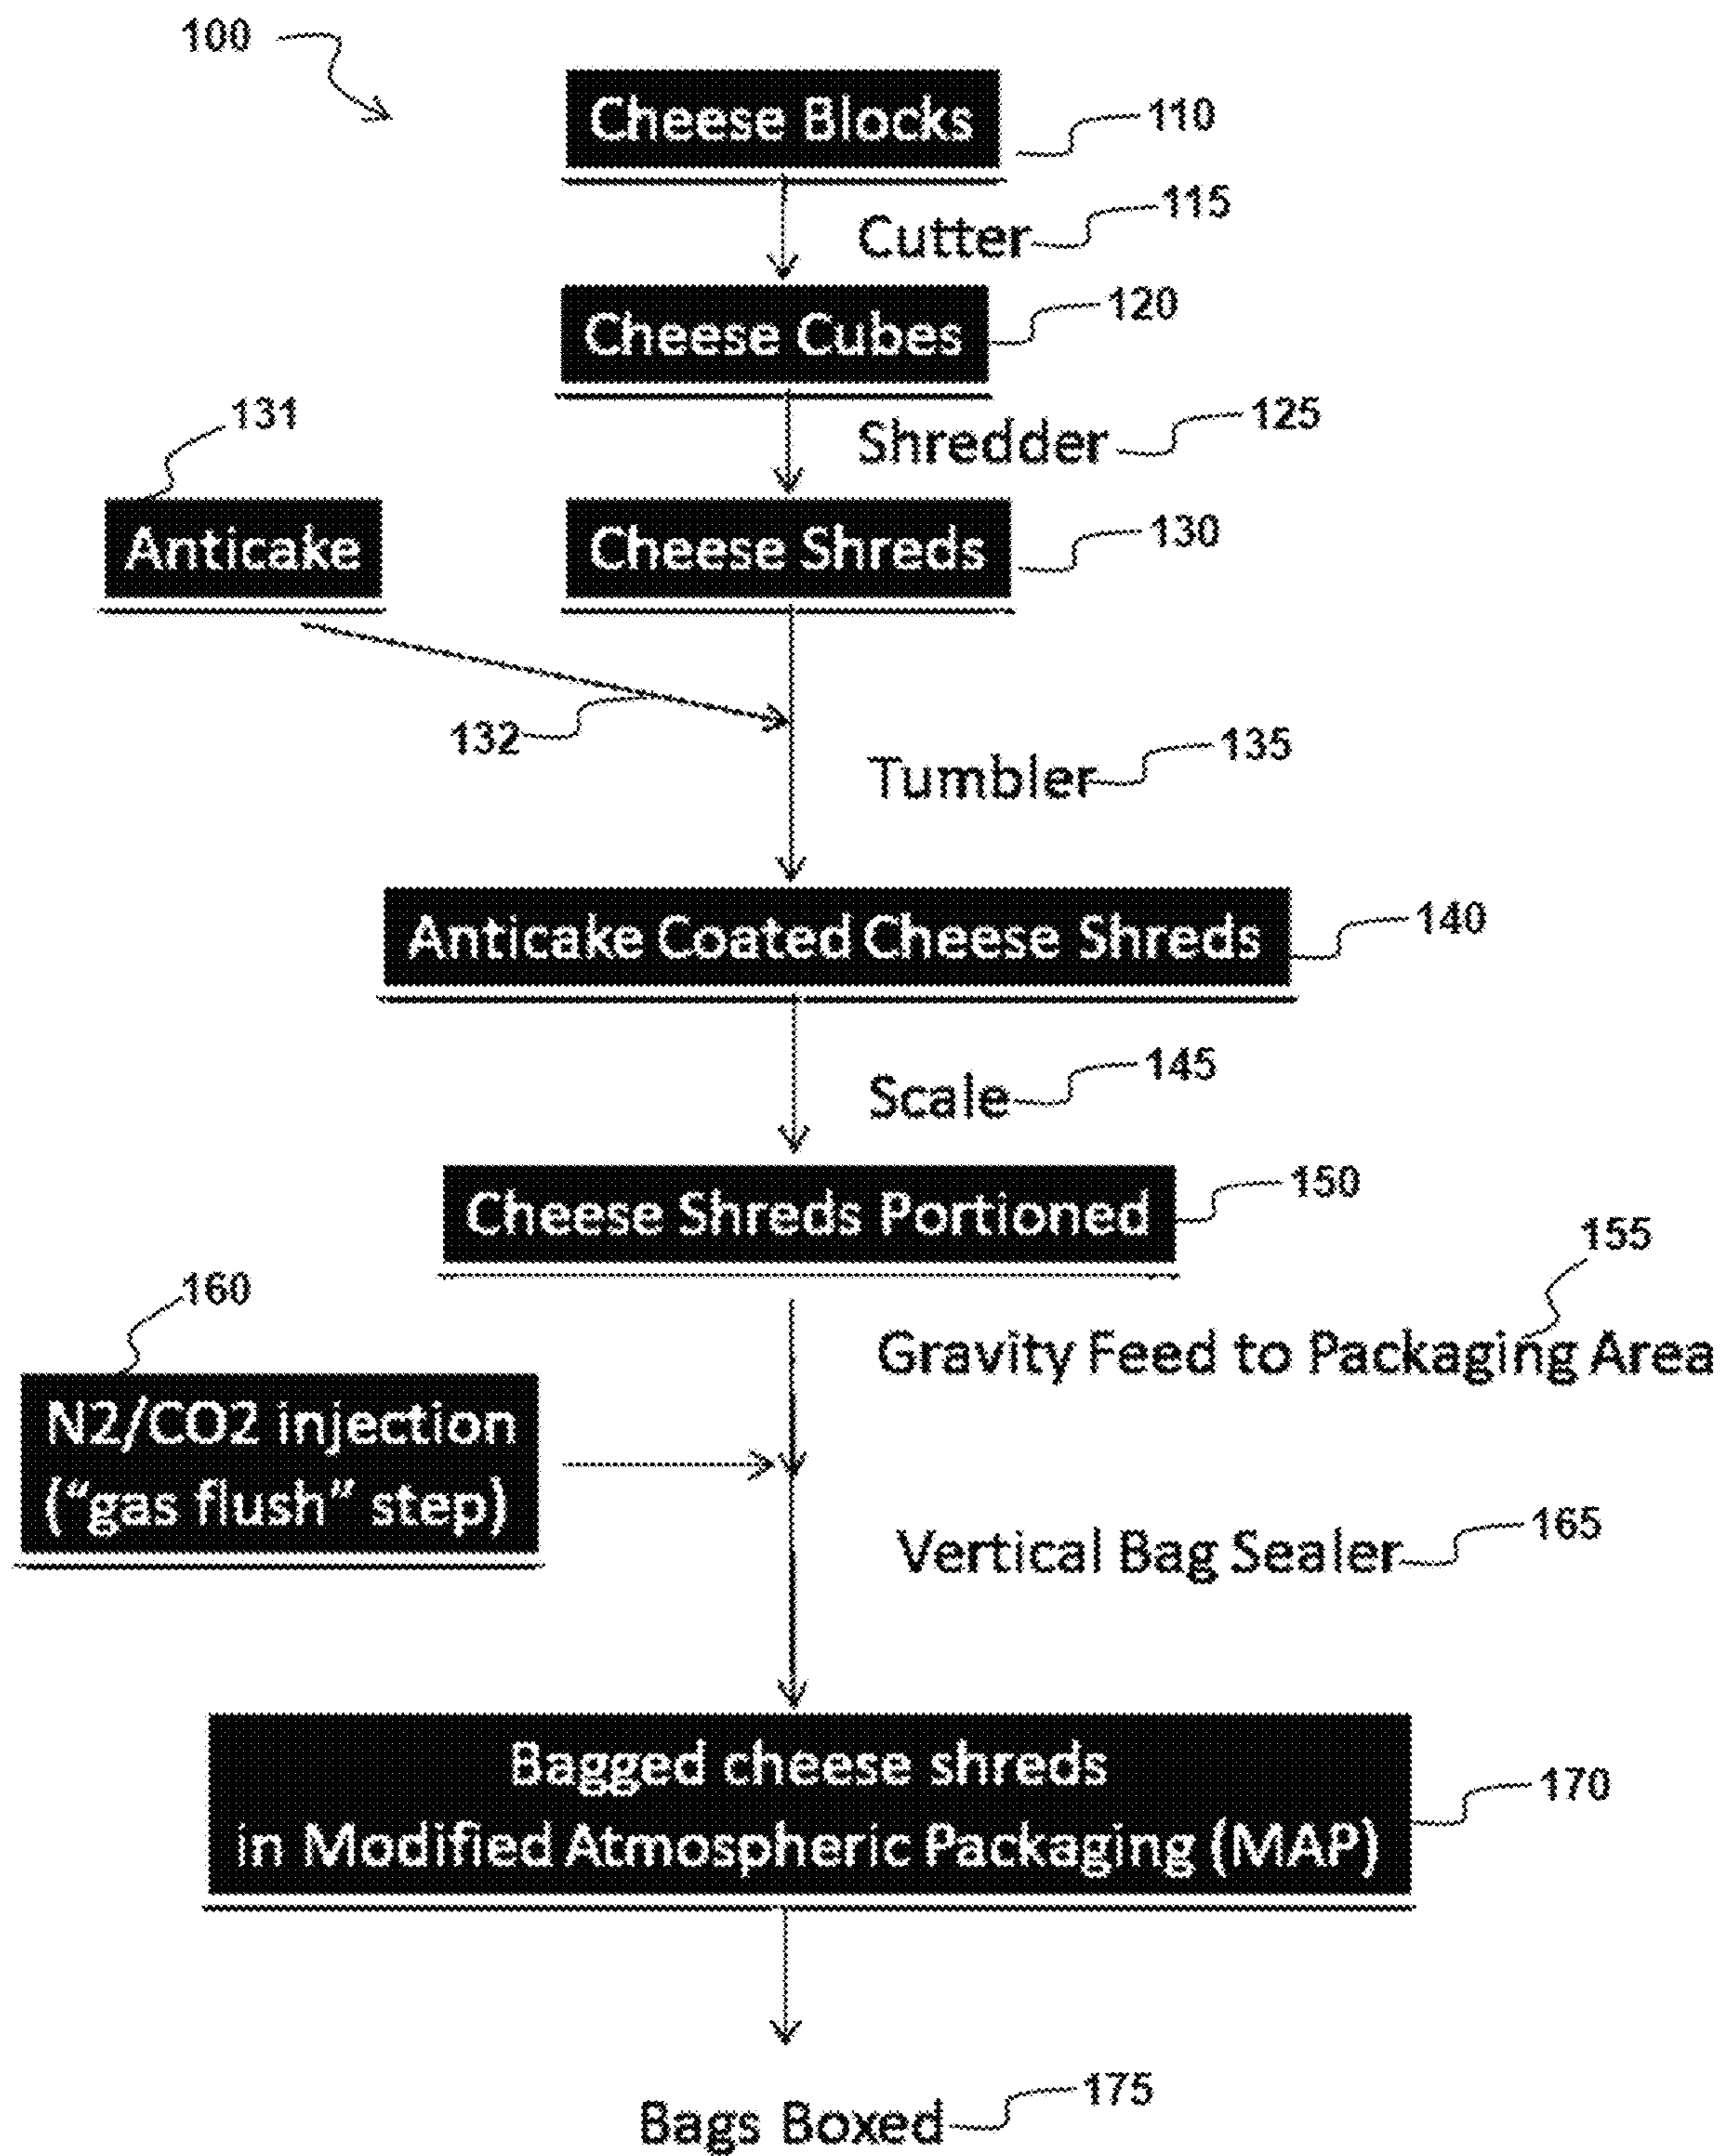 100
Cheese Blocks
110
Cutter
115
Cheese Cubes
120
Shredder
125
131
Anticake
Cheese Shreds
130
132
Tumbler
135
Anticake Coated Cheese Shreds
140
Scale
145
Cheese Shreds Portioned
150
155
Gravity Feed to Packaging Area
160
N2/CO2 injection
(“gas flush” step)
Vertical Bag Sealer
165
Bagged cheese shreds
in Modified Atmospheric Packaging (MAP)
170
Bags Boxed
175